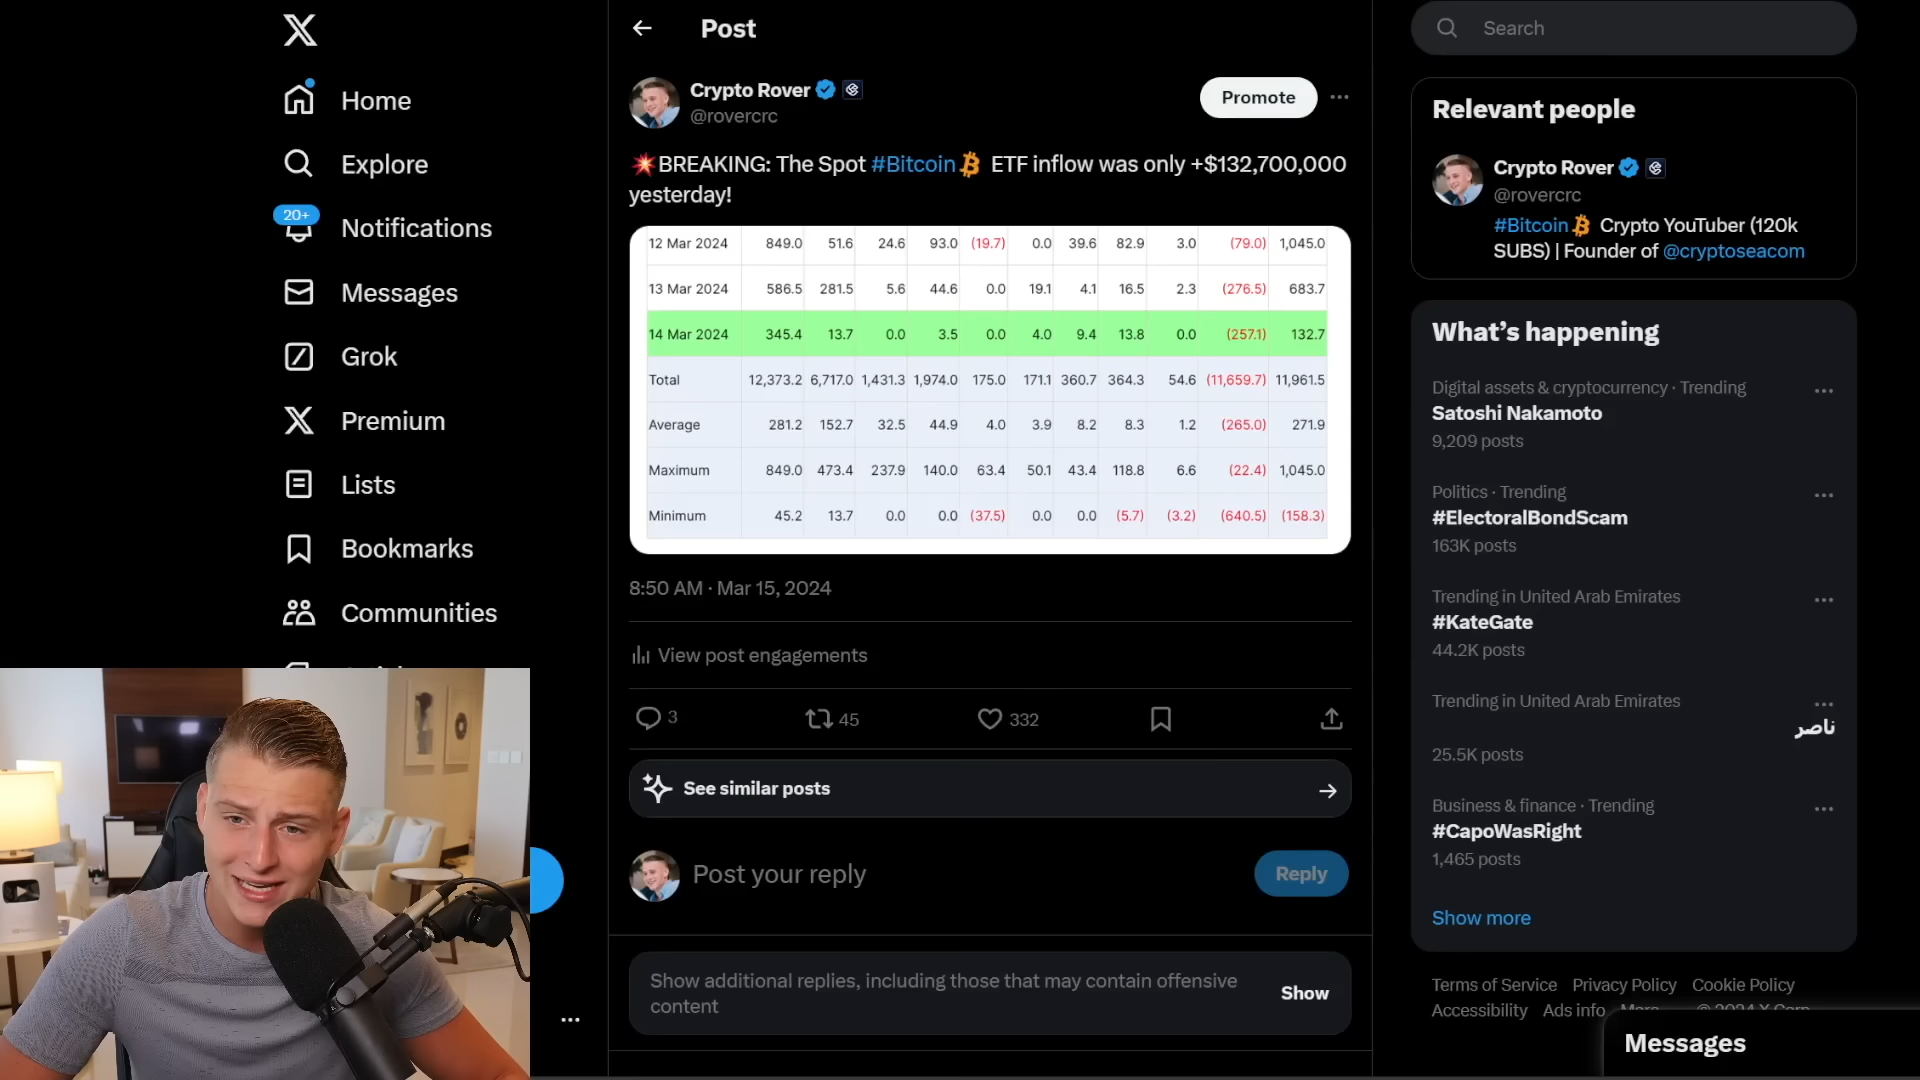 Home
Explore
20+
Notifications
Messages
Grok
Premium
Lists
Bookmarks
Communities
Post
Crypto Rover
@rovercrc
Promote
BREAKING: The Spot #Bitcoin ETF inflow was only +$132,700,000
yesterday!
12 Mar 2024 849.0 51.6 24.6 93.0 (19.7) 0.0 39.6 82.9 3.0 (79.0) 1,045.0
13 Mar 2024 586.5 281.5 5.6 44.6 0.0 19.1 4.1 16.5 2.3 (276.5) 683.7
14 Mar 2024 345.4 13.7 0.0 3.5 0.0 4.0 9.4 13.8 0.0 (257.1) 132.7
Total 12,373.2 6,717.0 1,431.3 1,974.0 175.0 171.1 360.7 364.3 54.6 (11,659.7) 11,961.5
Average 281.2 152.7 32.5 44.9 4.0 3.9 8.2 8.3 1.2 (265.0) 271.9
Maximum 849.0 473.4 237.9 140.0 63.4 50.1 43.4 118.8 6.6 (22.4) 1,045.0
Minimum 45.2 13.7 0.0 0.0 (37.5) 0.0 0.0 (5.7) (3.2) (640.5) (158.3)
8:50 AM · Mar 15, 2024
View post engagements
3 45 332
See similar posts
Post your reply
Reply
Show additional replies, including those that may contain offensive
content
Show
Search
Relevant people
Crypto Rover
@rovercrc
#Bitcoin Crypto YouTuber (120k
SUBS) | Founder of @cryptoseacom
What's happening
Digital assets & cryptocurrency · Trending
Satoshi Nakamoto
9,209 posts
Politics · Trending
#ElectoralBondScam
163K posts
Trending in United Arab Emirates
#KateGate
44.2K posts
Trending in United Arab Emirates
ناصر
25.5K posts
Business & finance · Trending
#CapoWasRight
1,465 posts
Show more
Terms of Service Privacy Policy Cookie Policy
Accessibility Ads info
Messages